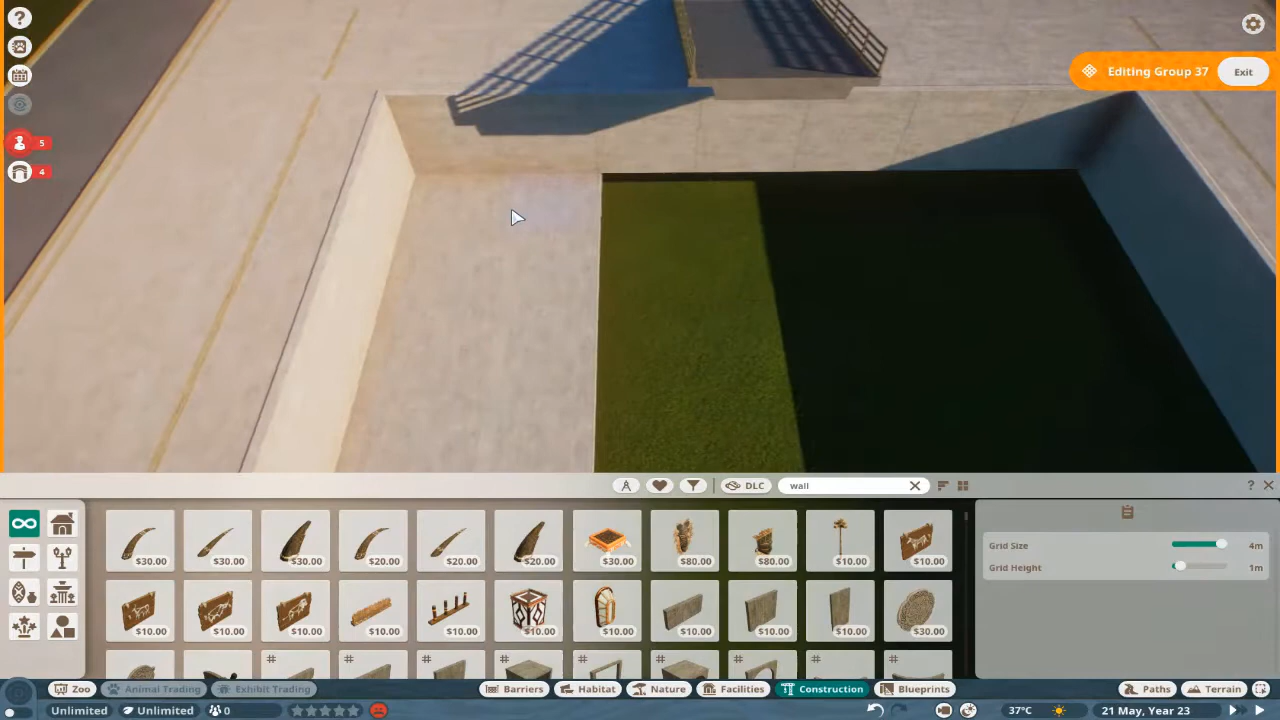 ?
Editing Group 37 Exit
5
4
DLC wall
?
$30.00 $30.00 $30.00 $20.00 $20.00 $20.00 $30.00 $80.00 $80.00 $10.00 $10.00
Grid Size 4m
Grid Height 1m
$10.00 $10.00 $10.00 $10.00 $10.00 $10.00 $10.00 $10.00 $10.00 $10.00 $30.00
# # # # # # # # #
Zoo Animal Trading Exhibit Trading Barriers Habitat Nature Facilities Construction Blueprints Paths Terrain
Unlimited Unlimited 0 37°C 21 May, Year 23